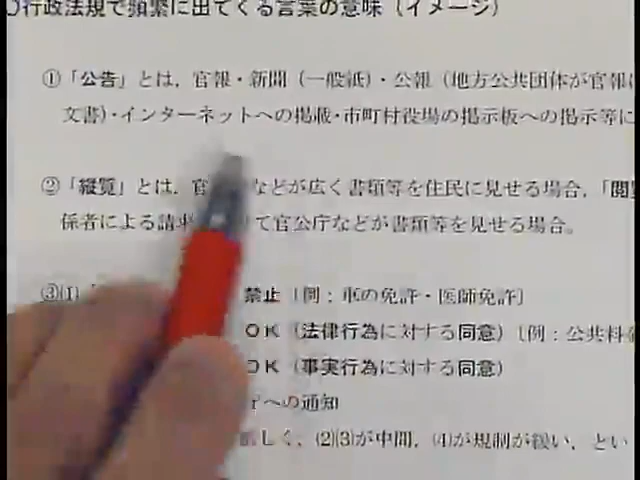 行政法規で頻繁に出てくる言葉の意味（イメージ）
①「公告」とは，官報・新聞（一般紙）・公報（地方公共団体が官報
文書）・インターネットへの掲載・市町村役場の掲示板への掲示等に
②「縦覧」とは，官 などが広く書類等を住民に見せる場合，「閲
係者による請求 て官公庁などが書類等を見せる場合。
③(1) 禁止〔例：車の免許・医師免許〕
OK（法律行為に対する同意）〔例：公共料
OK（事実行為に対する同意）
への通知
しく，(2)(3)が中間，(4)が規制が緩い，とい